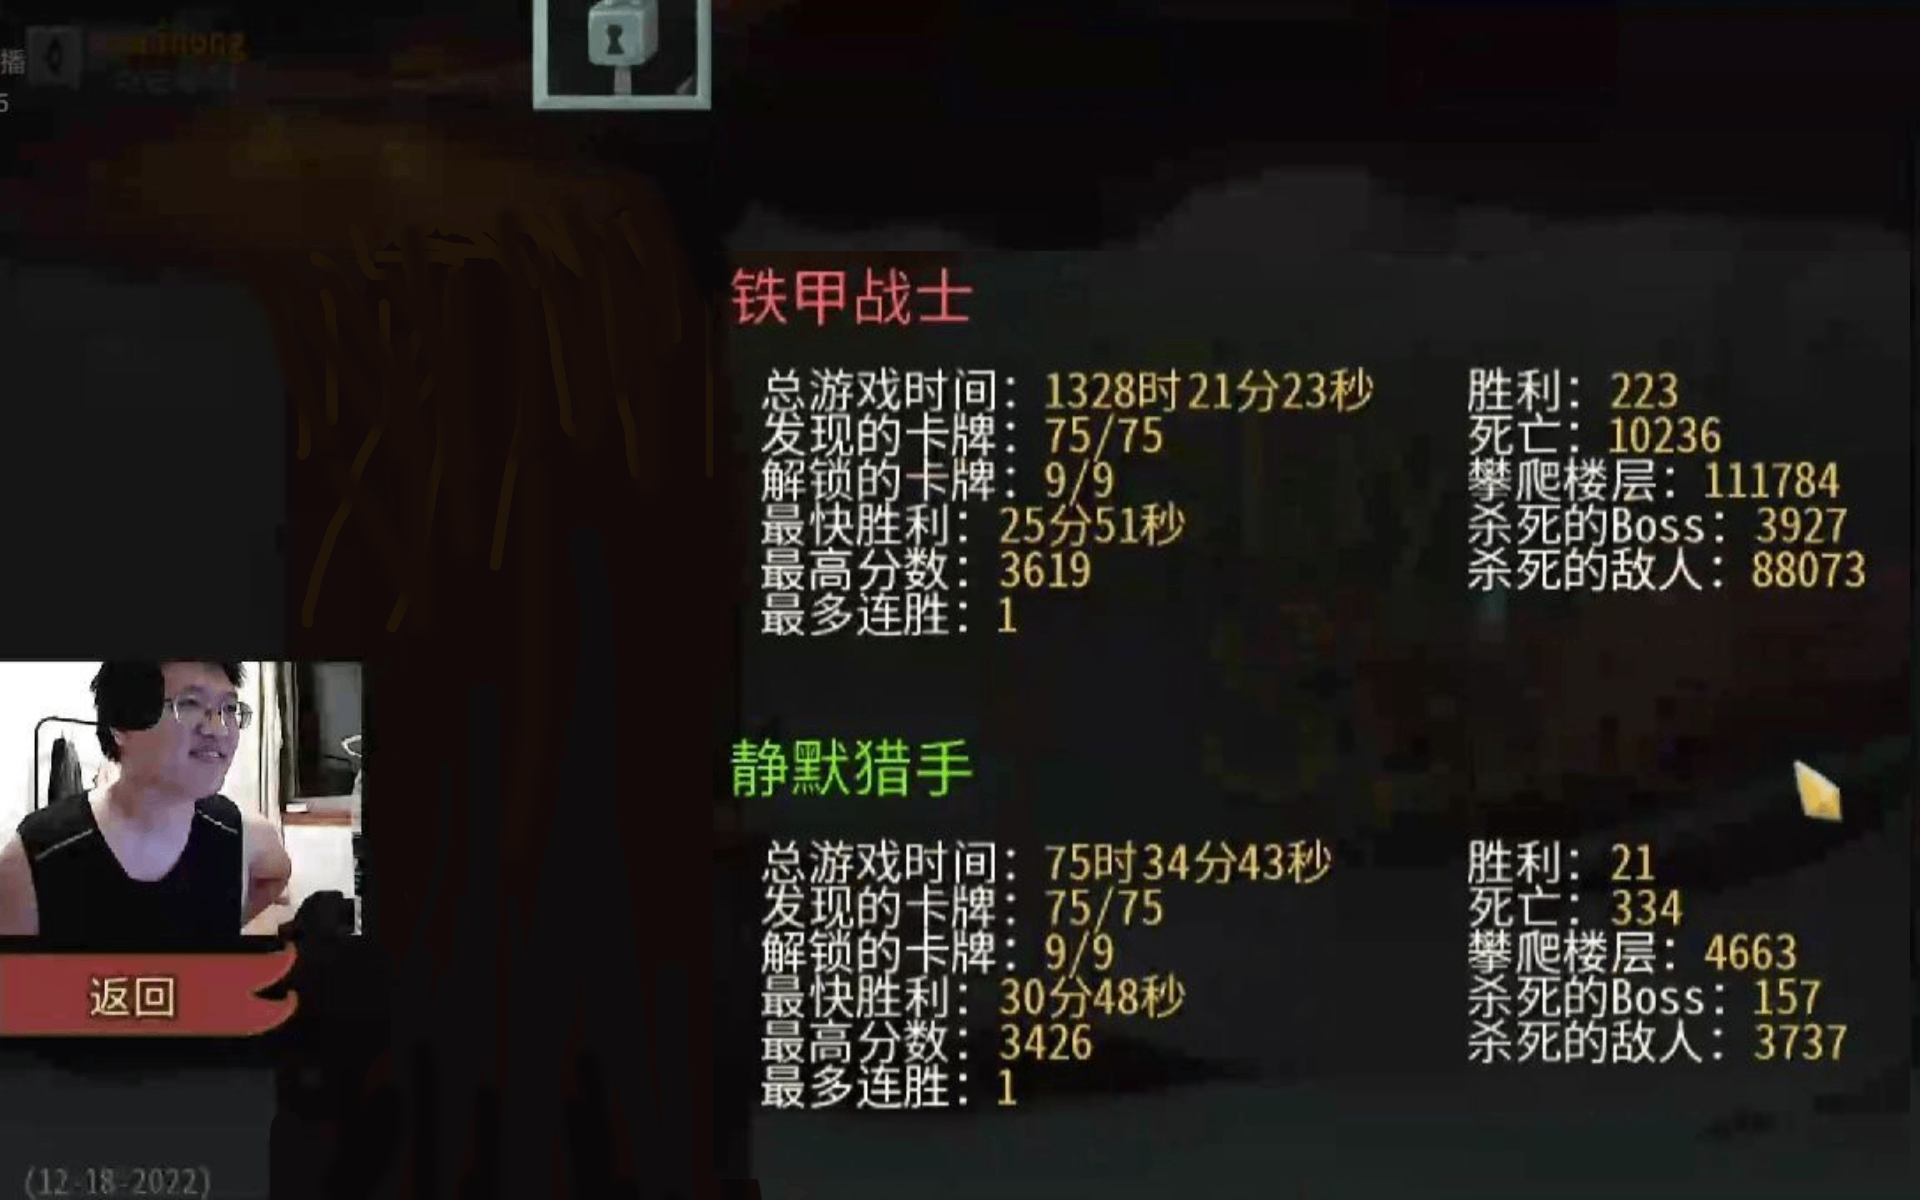 播
铁甲战士
总游戏时间：1328时21分23秒
胜利：223
发现的卡牌：75/75
死亡：10236
解锁的卡牌：9/9
攀爬楼层：111784
最快胜利：25分51秒
杀死的Boss：3927
最高分数：3619
杀死的敌人：88073
最多连胜：1
静默猎手
总游戏时间：75时34分43秒
胜利：21
发现的卡牌：75/75
死亡：334
解锁的卡牌：9/9
攀爬楼层：4663
最快胜利：30分48秒
杀死的Boss：157
最高分数：3426
杀死的敌人：3737
最多连胜：1
返回
(12-18-2022)